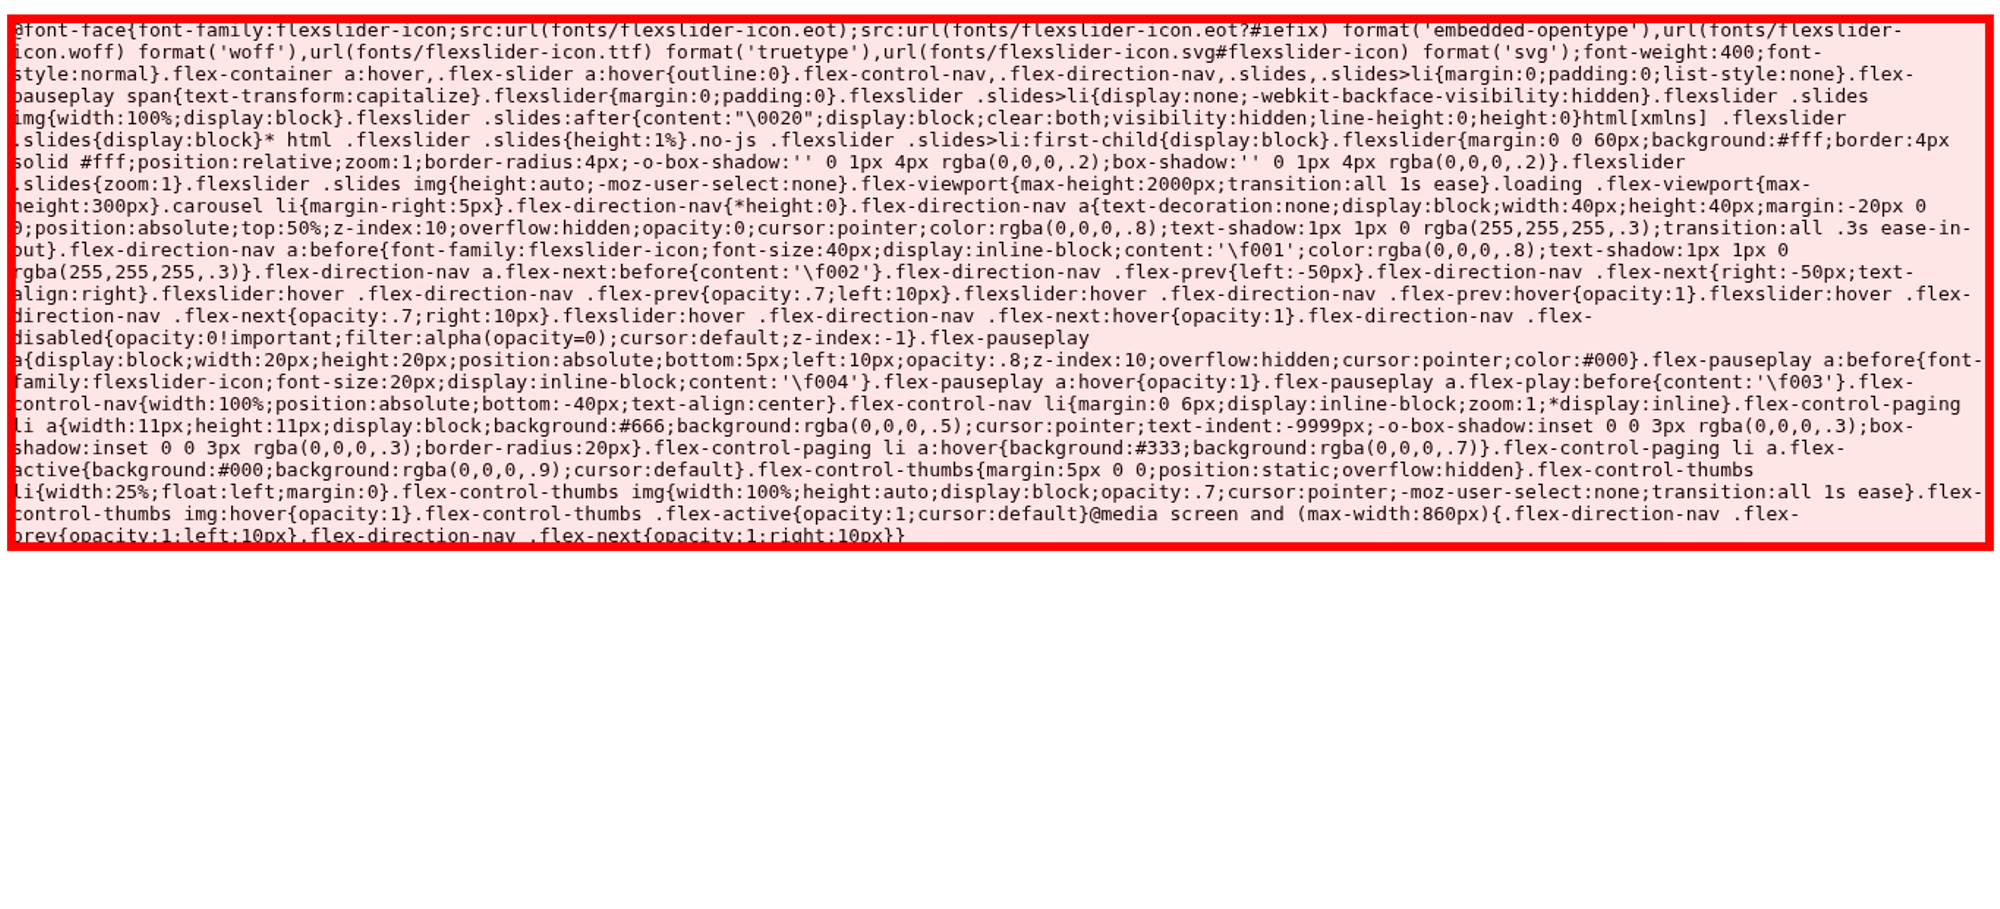 @font-face{font-family:flexslider-icon;src:url(fonts/flexslider-icon.eot);src:url(fonts/flexslider-icon.eot?#iefix) format('embedded-opentype'),url(fonts/flexslider-
icon.woff) format('woff'),url(fonts/flexslider-icon.ttf) format('truetype'),url(fonts/flexslider-icon.svg#flexslider-icon) format('svg');font-weight:400;font-
style:normal}.flex-container a:hover,.flex-slider a:hover{outline:0}.flex-control-nav,.flex-direction-nav,.slides,.slides>li{margin:0;padding:0;list-style:none}.flex-
pauseplay span{text-transform:capitalize}.flexslider{margin:0;padding:0}.flexslider .slides>li{display:none;-webkit-backface-visibility:hidden}.flexslider .slides
img{width:100%;display:block}.flexslider .slides:after{content:"\0020";display:block;clear:both;visibility:hidden;line-height:0;height:0}html[xmlns] .flexslider
.slides{display:block}* html .flexslider .slides{height:1%}.no-js .flexslider .slides>li:first-child{display:block}.flexslider{margin:0 0 60px;background:#fff;border:4px
solid #fff;position:relative;zoom:1;border-radius:4px;-o-box-shadow:'' 0 1px 4px rgba(0,0,0,.2);box-shadow:'' 0 1px 4px rgba(0,0,0,.2)}.flexslider
.slides{zoom:1}.flexslider .slides img{height:auto;-moz-user-select:none}.flex-viewport{max-height:2000px;transition:all 1s ease}.loading .flex-viewport{max-
height:300px}.carousel li{margin-right:5px}.flex-direction-nav{*height:0}.flex-direction-nav a{text-decoration:none;display:block;width:40px;height:40px;margin:-20px 0
0;position:absolute;top:50%;z-index:10;overflow:hidden;opacity:0;cursor:pointer;color:rgba(0,0,0,.8);text-shadow:1px 1px 0 rgba(255,255,255,.3);transition:all .3s ease-in-
out}.flex-direction-nav a:before{font-family:flexslider-icon;font-size:40px;display:inline-block;content:'\f001';color:rgba(0,0,0,.8);text-shadow:1px 1px 0
rgba(255,255,255,.3)}.flex-direction-nav a.flex-next:before{content:'\f002'}.flex-direction-nav .flex-prev{left:-50px}.flex-direction-nav .flex-next{right:-50px;text-
align:right}.flexslider:hover .flex-direction-nav .flex-prev{opacity:.7;left:10px}.flexslider:hover .flex-direction-nav .flex-prev:hover{opacity:1}.flexslider:hover .flex-
direction-nav .flex-next{opacity:.7;right:10px}.flexslider:hover .flex-direction-nav .flex-next:hover{opacity:1}.flex-direction-nav .flex-
disabled{opacity:0!important;filter:alpha(opacity=0);cursor:default;z-index:-1}.flex-pauseplay
a{display:block;width:20px;height:20px;position:absolute;bottom:5px;left:10px;opacity:.8;z-index:10;overflow:hidden;cursor:pointer;color:#000}.flex-pauseplay a:before{font-
family:flexslider-icon;font-size:20px;display:inline-block;content:'\f004'}.flex-pauseplay a:hover{opacity:1}.flex-pauseplay a.flex-play:before{content:'\f003'}.flex-
control-nav{width:100%;position:absolute;bottom:-40px;text-align:center}.flex-control-nav li{margin:0 6px;display:inline-block;zoom:1;*display:inline}.flex-control-paging
li a{width:11px;height:11px;display:block;background:#666;background:rgba(0,0,0,.5);cursor:pointer;text-indent:-9999px;-o-box-shadow:inset 0 0 3px rgba(0,0,0,.3);box-
shadow:inset 0 0 3px rgba(0,0,0,.3);border-radius:20px}.flex-control-paging li a:hover{background:#333;background:rgba(0,0,0,.7)}.flex-control-paging li a.flex-
active{background:#000;background:rgba(0,0,0,.9);cursor:default}.flex-control-thumbs{margin:5px 0 0;position:static;overflow:hidden}.flex-control-thumbs
li{width:25%;float:left;margin:0}.flex-control-thumbs img{width:100%;height:auto;display:block;opacity:.7;cursor:pointer;-moz-user-select:none;transition:all 1s ease}.flex-
control-thumbs img:hover{opacity:1}.flex-control-thumbs .flex-active{opacity:1;cursor:default}@media screen and (max-width:860px){.flex-direction-nav .flex-
prev{opacity:1;left:10px}.flex-direction-nav .flex-next{opacity:1;right:10px}}